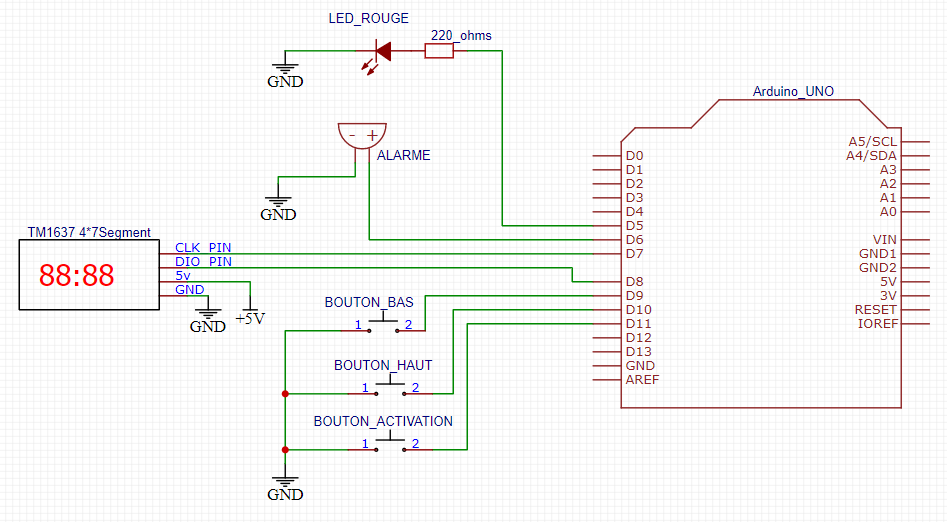 LED_ROUGE
220_ohms
GND
Arduino_UNO
- +
ALARME
GND
D0
D1
D2
D3
D4
D5
D6
D7
D8
D9
D10
D11
D12
D13
GND
AREF
A5/SCL
A4/SDA
A3
A2
A1
A0
VIN
GND1
GND2
5V
3V
RESET
IOREF
TM1637 4*7Segment
88:88
CLK_PIN
DIO_PIN
5v
GND
GND
+5V
BOUTON_BAS
1 2
BOUTON_HAUT
1 2
BOUTON_ACTIVATION
1 2
GND